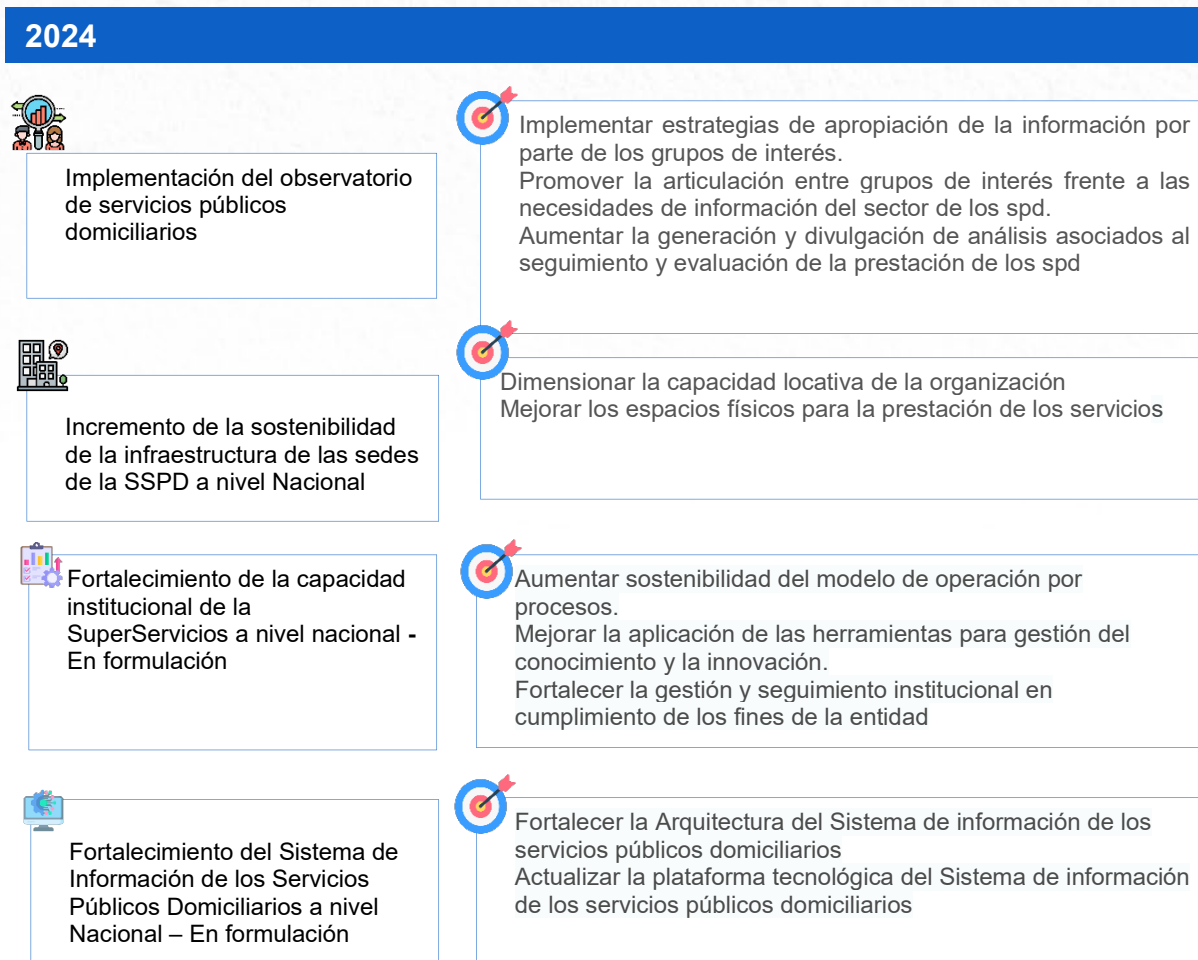 2024
Implementación del observatorio
de servicios públicos
domiciliarios
Implementar estrategias de apropiación de la información por
parte de los grupos de interés.
Promover la articulación entre grupos de interés frente a las
necesidades de información del sector de los spd.
Aumentar la generación y divulgación de análisis asociados al
seguimiento y evaluación de la prestación de los spd
Incremento de la sostenibilidad
de la infraestructura de las sedes
de la SSPD a nivel Nacional
Dimensionar la capacidad locativa de la organización
Mejorar los espacios físicos para la prestación de los servicios
Fortalecimiento de la capacidad
institucional de la
SuperServicios a nivel nacional -
En formulación
Aumentar sostenibilidad del modelo de operación por
procesos.
Mejorar la aplicación de las herramientas para gestión del
conocimiento y la innovación.
Fortalecer la gestión y seguimiento institucional en
cumplimiento de los fines de la entidad
Fortalecimiento del Sistema de
Información de los Servicios
Públicos Domiciliarios a nivel
Nacional – En formulación
Fortalecer la Arquitectura del Sistema de información de los
servicios públicos domiciliarios
Actualizar la plataforma tecnológica del Sistema de información
de los servicios públicos domiciliarios